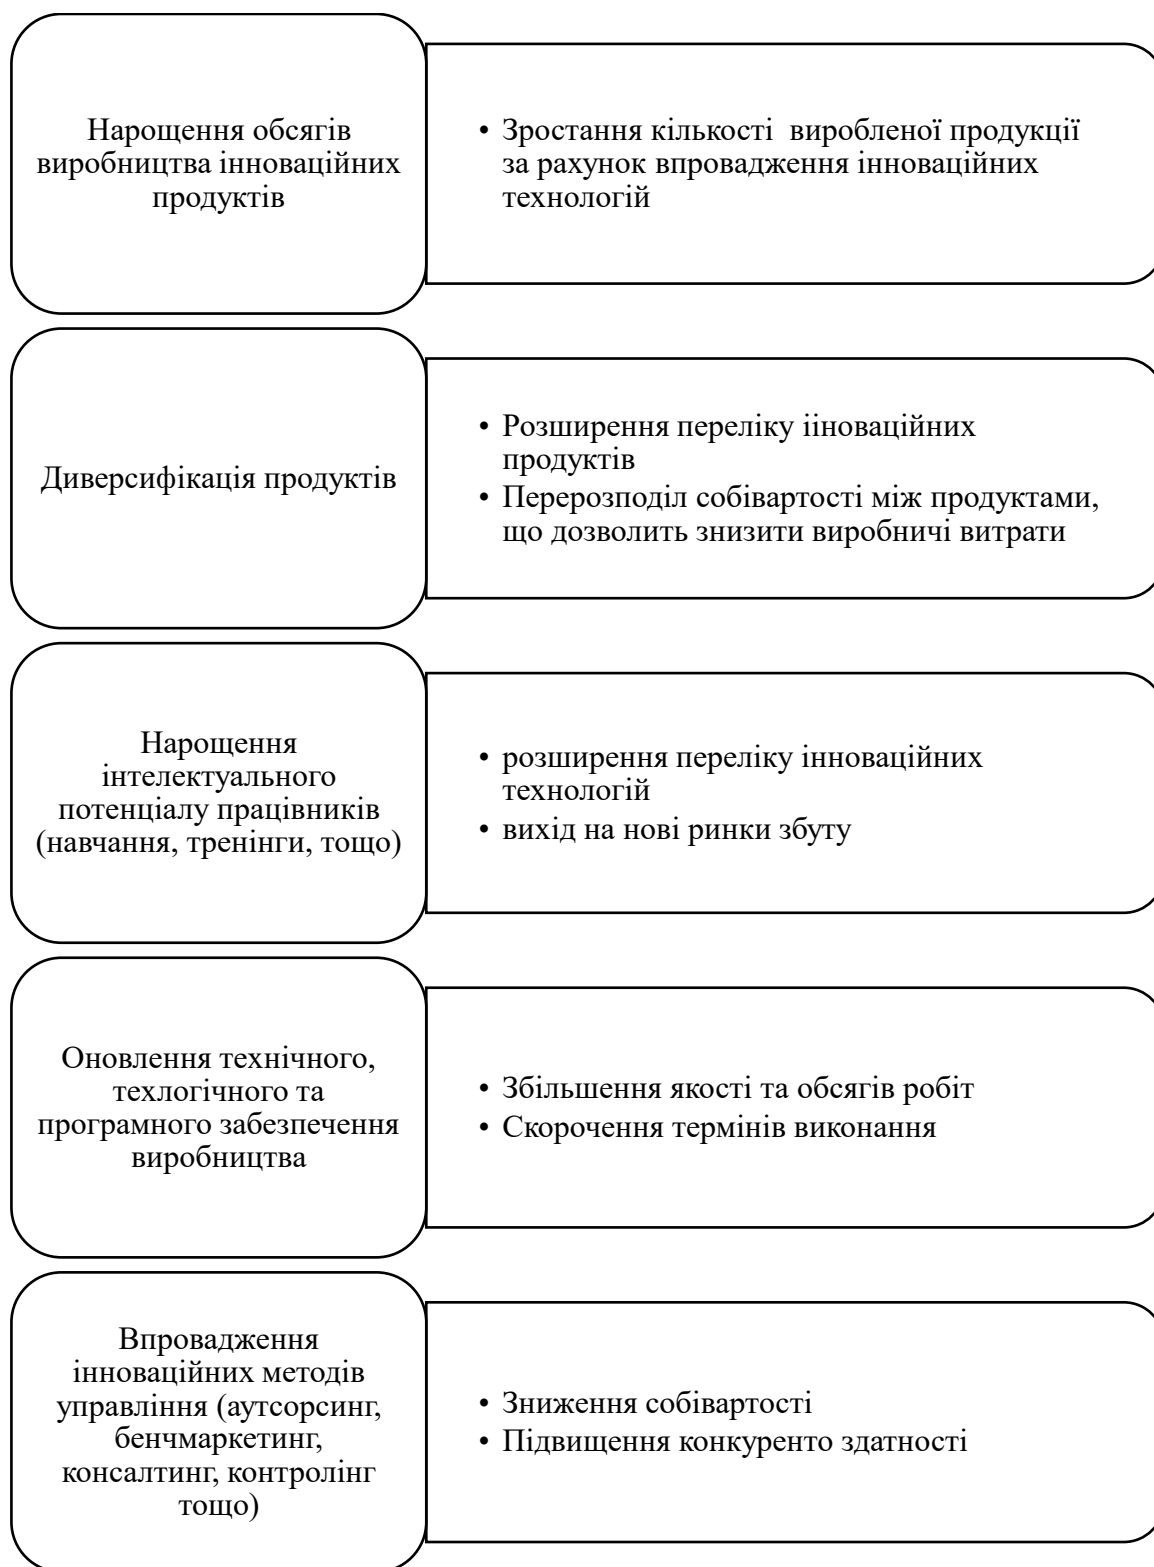 Нарощення обсягів
виробництва інноваційних
продуктів
• Зростання кількості  виробленої продукції
за рахунок впровадження інноваційних
технологій
Диверсифікація продуктів
• Розширення переліку ііноваційних
продуктів
• Перерозподіл собівартості між продуктами,
що дозволить знизити виробничі витрати
Нарощення
інтелектуального
потенціалу працівників
(навчання, тренінги, тощо)
• розширення переліку інноваційних
технологій
• вихід на нові ринки збуту
Оновлення технічного,
техлогічного та
програмного забезпечення
виробництва
• Збільшення якості та обсягів робіт
• Скорочення термінів виконання
Впровадження
інноваційних методів
управління (аутсорсинг,
бенчмаркетинг,
консалтинг, контролінг
тощо)
• Зниження собівартості
• Підвищення конкуренто здатності